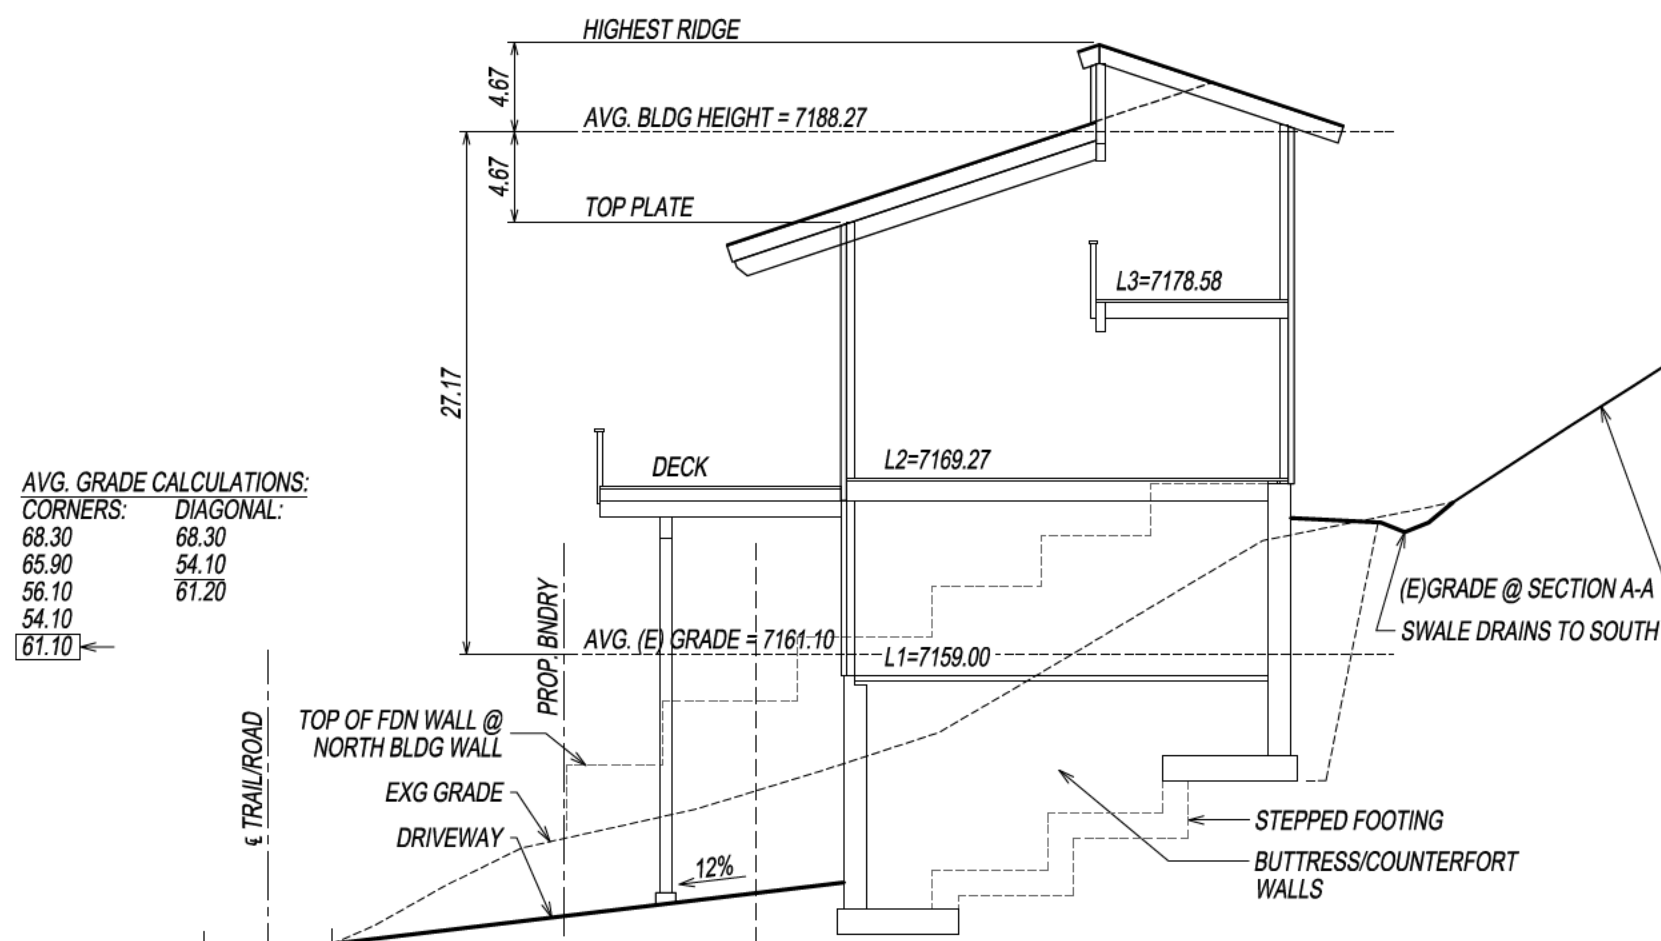 HIGHEST RIDGE
4.67
AVG. BLDG HEIGHT = 7188.27
4.67
TOP PLATE
L3=7178.58
27.17
DECK
L2=7169.27
AVG. GRADE CALCULATIONS:
CORNERS: DIAGONAL:
68.30 68.30
65.90 54.10
56.10 61.20
54.10
61.10
PROP. BNDRY
AVG. (E) GRADE = 7161.10
L1=7159.00
(E)GRADE @ SECTION A-A
SWALE DRAINS TO SOUTH
℄ TRAIL/ROAD
TOP OF FDN WALL @
NORTH BLDG WALL
EXG GRADE
DRIVEWAY
12%
STEPPED FOOTING
BUTTRESS/COUNTERFORT
WALLS